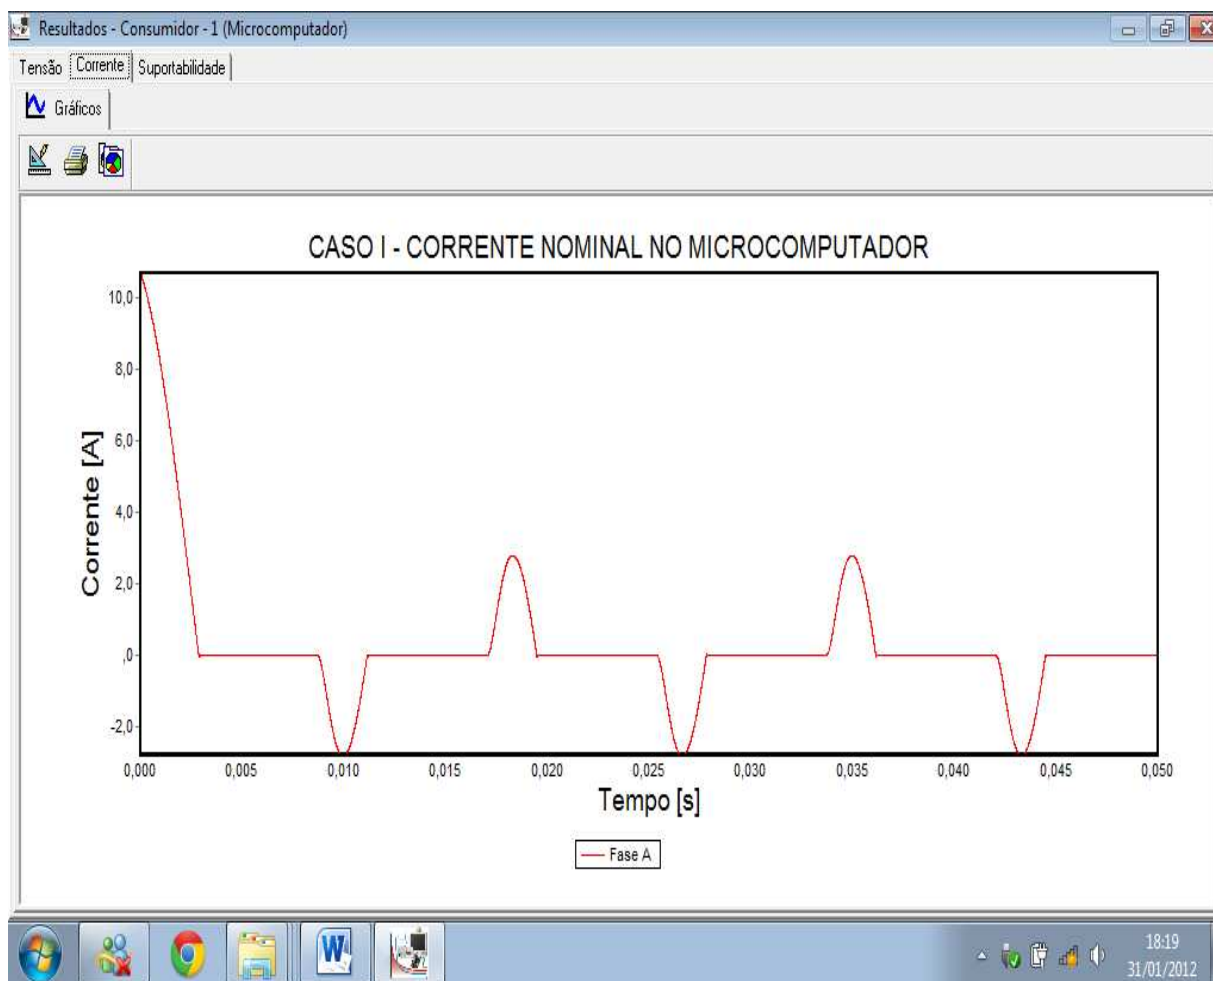 Resultados - Consumidor - 1 (Microcomputador)
Tensão Corrente Suportabilidade
Gráficos
CASO I - CORRENTE NOMINAL NO MICROCOMPUTADOR
Corrente [A]
10,0
8,0
6,0
4,0
2,0
,0
-2,0
0,000 0,005 0,010 0,015 0,020 0,025 0,030 0,035 0,040 0,045 0,050
Tempo [s]
Fase A
W
18:19
31/01/2012